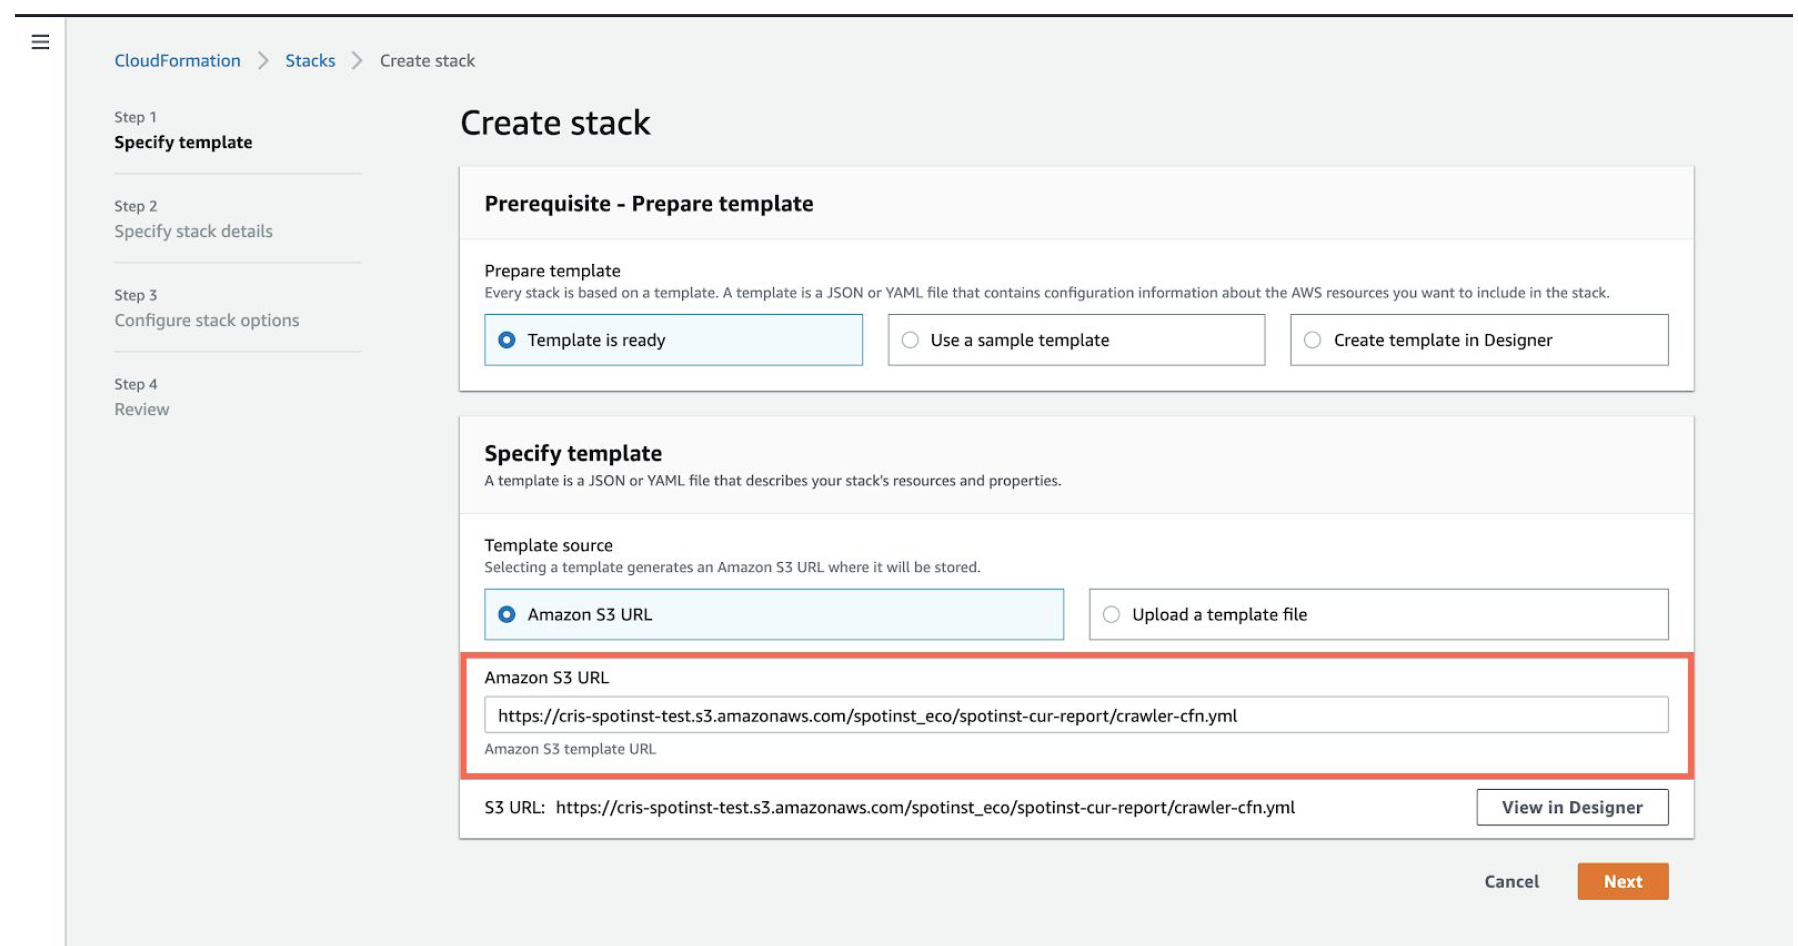 CloudFormation > Stacks > Create stack
Step 1
Specify template
Step 2
Specify stack details
Step 3
Configure stack options
Step 4
Review
Create stack
Prerequisite - Prepare template
Prepare template
Every stack is based on a template. A template is a JSON or YAML file that contains configuration information about the AWS resources you want to include in the stack.
Template is ready
Use a sample template
Create template in Designer
Specify template
A template is a JSON or YAML file that describes your stack's resources and properties.
Template source
Selecting a template generates an Amazon S3 URL where it will be stored.
Amazon S3 URL
Upload a template file
Amazon S3 URL
https://cris-spotinst-test.s3.amazonaws.com/spotinst_eco/spotinst-cur-report/crawler-cfn.yml
Amazon S3 template URL
S3 URL: https://cris-spotinst-test.s3.amazonaws.com/spotinst_eco/spotinst-cur-report/crawler-cfn.yml
View in Designer
Cancel
Next